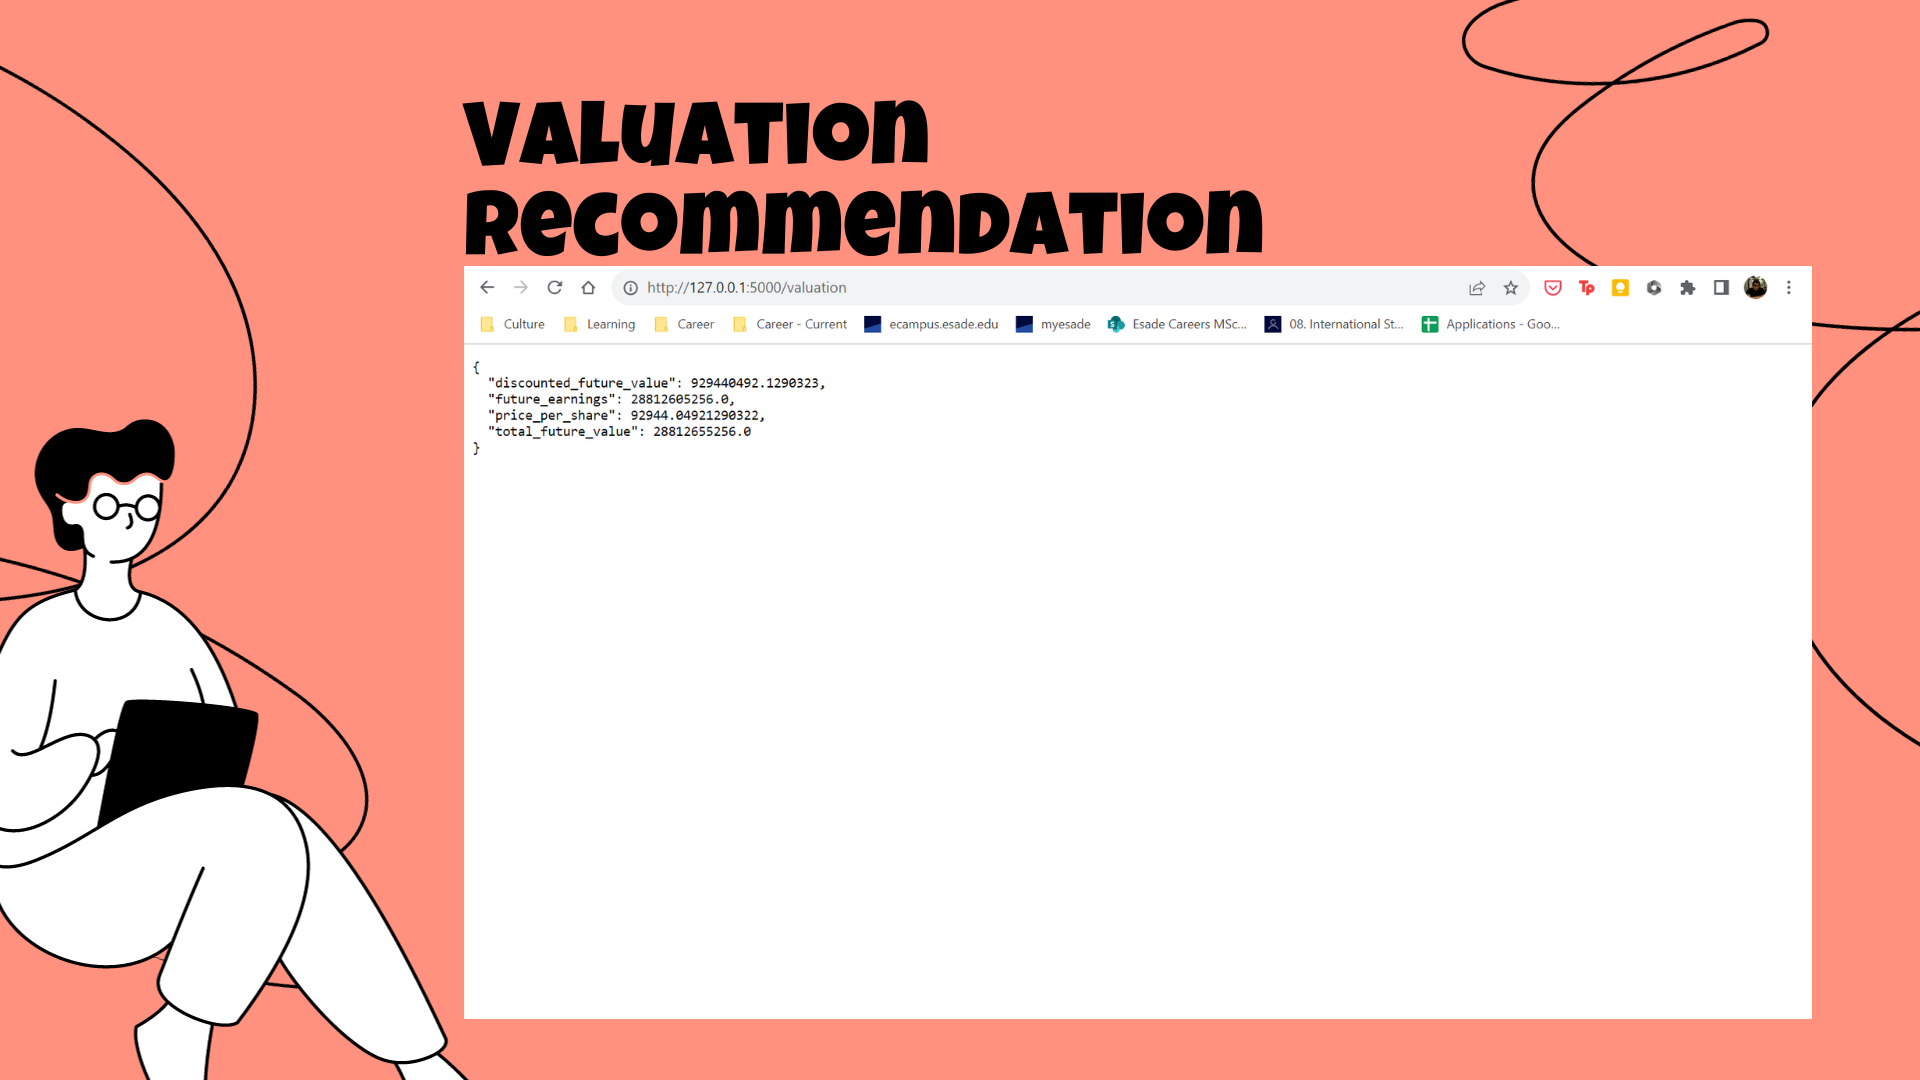 Valuation
Recommendation
http://127.0.0.1:5000/valuation
Tp
Culture Learning Career Career - Current ecampus.esade.edu myesade Esade Careers MSc... 08. International St... Applications - Goo...
{
"discounted_future_value": 929440492.1290323,
"future_earnings": 28812605256.0,
"price_per_share": 92944.04921290322,
"total_future_value": 28812655256.0
}